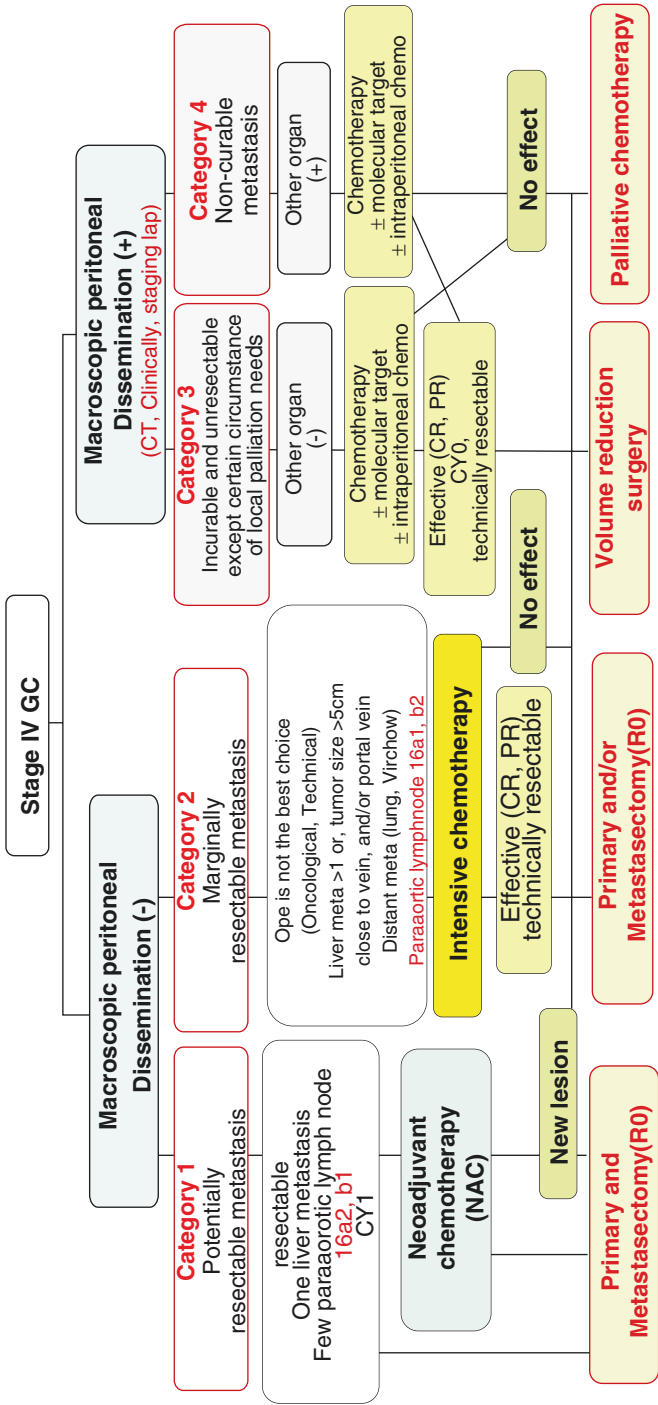 Stage IV GC
Macroscopic peritoneal
Dissemination (-)
Macroscopic peritoneal
Dissemination (+)
(CT, Clinically, staging lap)
Category 1
Potentially
resectable metastasis
Category 2
Marginally
resectable metastasis
Category 3
Incurable and unresectable
except certain circumstance
of local palliation needs
Category 4
Non-curable
metastasis
resectable
One liver metastasis
Few paraaorotic lymph node
16a2, b1
CY1
Ope is not the best choice
(Oncological, Technical)
Liver meta >1 or, tumor size >5cm
close to vein, and/or portal vein
Distant meta (lung, Virchow)
Paraaortic lymphnode 16a1, b2
Other organ
(-)
Other organ
(+)
Neoadjuvant
chemotherapy
(NAC)
Intensive chemotherapy
Chemotherapy
± molecular target
± intraperitoneal chemo
Chemotherapy
± molecular target
± intraperitoneal chemo
New lesion
Effective (CR, PR)
technically resectable
No effect
Effective (CR, PR)
CY0,
technically resectable
No effect
Primary and
Metastasectomy(R0)
Primary and/or
Metastasectomy(R0)
Volume reduction
surgery
Palliative chemotherapy